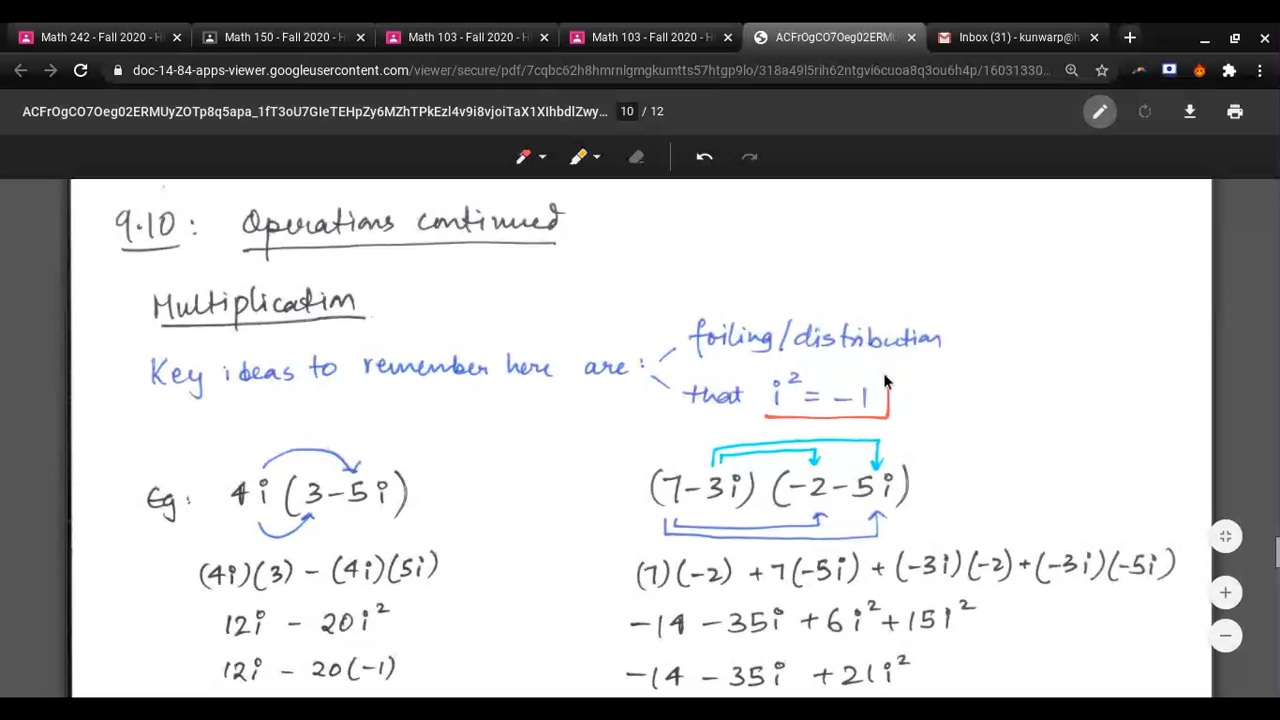 Math 242 - Fall 2020 - H
Math 150 - Fall 2020 - H
Math 103 - Fall 2020 - H
Math 103 - Fall 2020 - H
ACFrOgCO7Oeg02ERMU
Inbox (31) - kunwarp@h
doc-14-84-apps-viewer.googleusercontent.com/viewer/secure/pdf/7cqbc62h8hmrnlgmgkumtts57htgp9lo/318a49l5rih62ntgvi6cuoa8q3ou6h4p/16031330...
ACFrOgCO7Oeg02ERMUyZOTp8q5apa_1fT3oU7GIeTEHpZy6MZhTPkEzl4v9i8vjoiTaX1XIhbdlZwy...
10 / 12
9.10: Operations continued
Multiplication
foiling/distribution
Key ideas to remember here are:
that i² = -1
Eg: 4i (3-5i) (7-3i) (-2-5i)
(4i)(3) - (4i)(5i) (7)(-2) + 7(-5i) + (-3i)(-2) + (-3i)(-5i)
12i - 20i² -14 - 35i + 6i² + 15i²
12i - 20(-1) -14 - 35i + 21i²